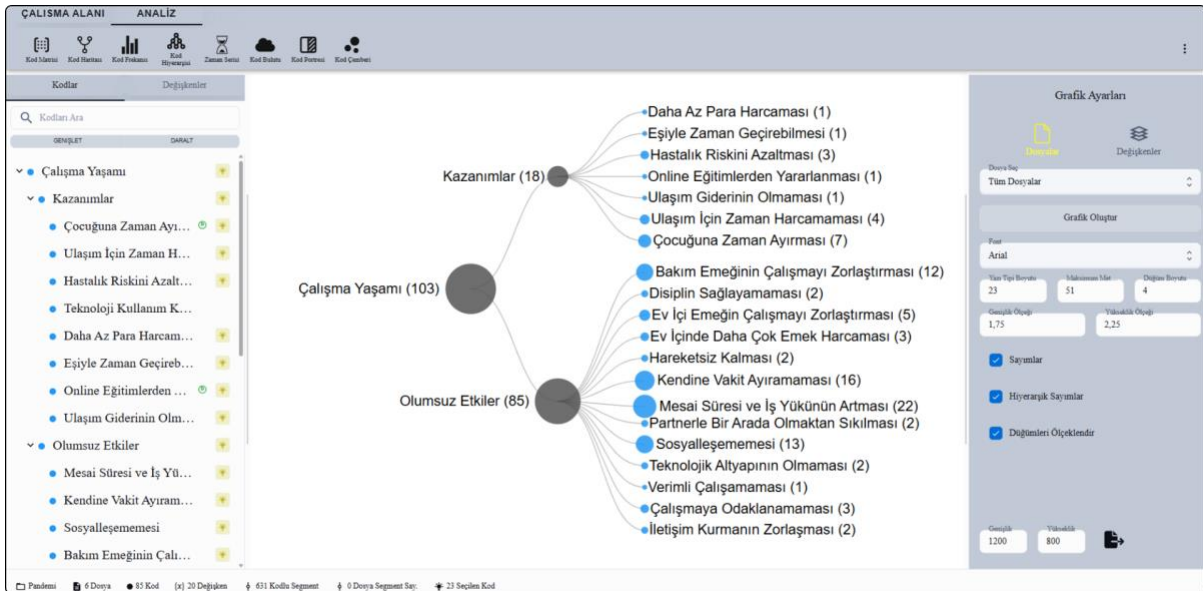 ÇALISMA ALANI ANALİZ
Kod Matrisi Kod Haritası Kod Frekansı Kod Hiyerarşisi Zaman Serisi Kod Bulutu Kod Portresi Kod Çemberi
Kodlar Değişkenler
Kodları Ara
GENİŞLET DARALT
Çalışma Yaşamı
Kazanımlar
Çocuğuna Zaman Ayı...
Ulaşım İçin Zaman H...
Hastalık Riskini Azalt...
Teknoloji Kullanım K...
Daha Az Para Harcam...
Eşiyle Zaman Geçireb...
Online Eğitimlerden ...
Ulaşım Giderinin Olm...
Olumsuz Etkiler
Mesai Süresi ve İş Yü...
Kendine Vakit Ayıram...
Sosyalleşememesi
Bakım Emeğinin Çalı...
Çalışma Yaşamı (103)
Kazanımlar (18)
Daha Az Para Harcaması (1)
Eşiyle Zaman Geçirebilmesi (1)
Hastalık Riskini Azaltması (3)
Online Eğitimlerden Yararlanması (1)
Ulaşım Giderinin Olmaması (1)
Ulaşım İçin Zaman Harcamaması (4)
Çocuğuna Zaman Ayırması (7)
Olumsuz Etkiler (85)
Bakım Emeğinin Çalışmayı Zorlaştırması (12)
Disiplin Sağlayamaması (2)
Ev İçi Emeğin Çalışmayı Zorlaştırması (5)
Ev İçinde Daha Çok Emek Harcaması (3)
Hareketsiz Kalması (2)
Kendine Vakit Ayıramaması (16)
Mesai Süresi ve İş Yükünün Artması (22)
Partnerle Bir Arada Olmaktan Sıkılması (2)
Sosyalleşememesi (13)
Teknolojik Altyapının Olmaması (2)
Verimli Çalışamaması (1)
Çalışmaya Odaklanamaması (3)
İletişim Kurmanın Zorlaşması (2)
Grafik Ayarları
Dosyalar Değişkenler
Dosya Seç
Tüm Dosyalar
Grafik Oluştur
Font
Arial
Yazı Tipi Boyutu Maksimum Met Düğüm Boyutu
23 51 4
Genişlik Ölçeği Yükseklik Ölçeği
1,75 2,25
Sayımlar
Hiyerarşik Sayımlar
Düğümleri Ölçeklendir
Genişlik Yükseklik
1200 800
Pandemi 6 Dosya 85 Kod {x} 20 Değişken 631 Kodlu Segment 0 Dosya Segment Say. 23 Seçilen Kod